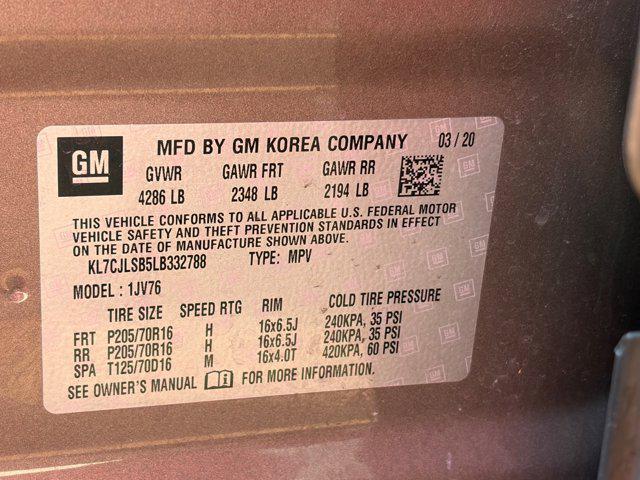 GM
MFD BY GM KOREA COMPANY 03/20
GVWR GAWR FRT GAWR RR
4286 LB 2348 LB 2194 LB
THIS VEHICLE CONFORMS TO ALL APPLICABLE U.S. FEDERAL MOTOR
VEHICLE SAFETY AND THEFT PREVENTION STANDARDS IN EFFECT
ON THE DATE OF MANUFACTURE SHOWN ABOVE.
KL7CJLSB5LB332788 TYPE: MPV
MODEL : 1JV76
TIRE SIZE SPEED RTG RIM COLD TIRE PRESSURE
FRT P205/70R16 H 16x6.5J 240KPA, 35 PSI
RR P205/70R16 H 16x6.5J 240KPA, 35 PSI
SPA T125/70D16 M 16x4.0T 420KPA, 60 PSI
SEE OWNER'S MANUAL FOR MORE INFORMATION.